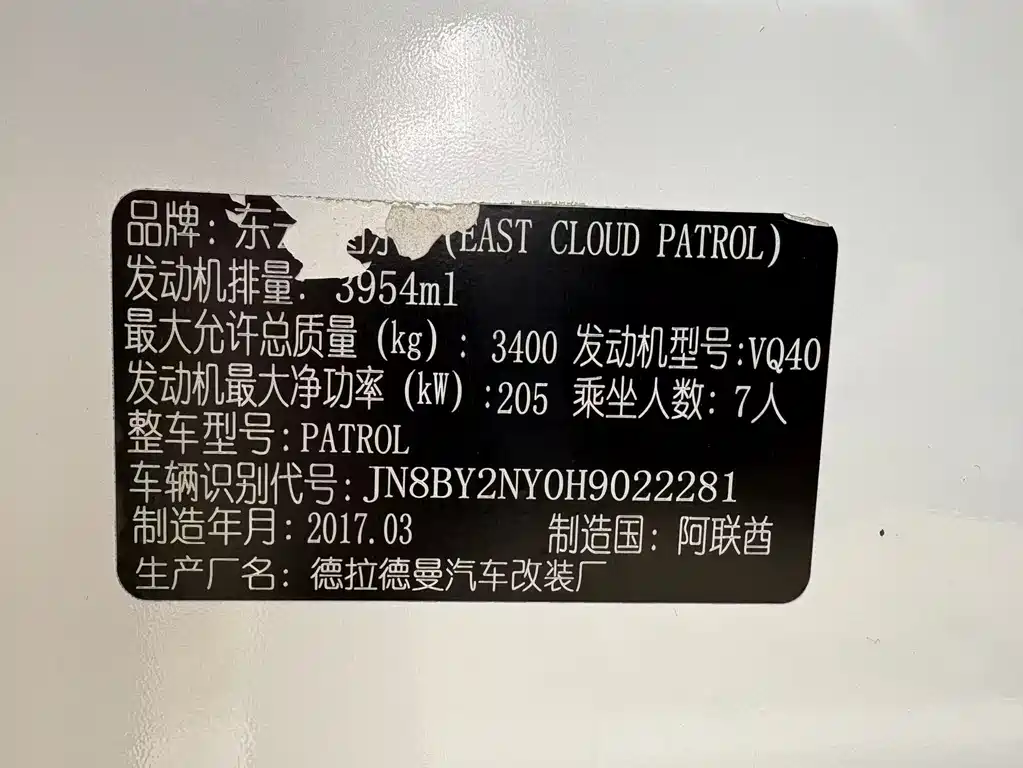 品牌：东 (EAST CLOUD PATROL)
发动机排量：3954ml
最大允许总质量 (kg)：3400 发动机型号:VQ40
发动机最大净功率 (kW):205 乘坐人数：7人
整车型号:PATROL
车辆识别代号:JN8BY2NY0H9022281
制造年月:2017.03 制造国：阿联酋
生产厂名：德拉德曼汽车改装厂